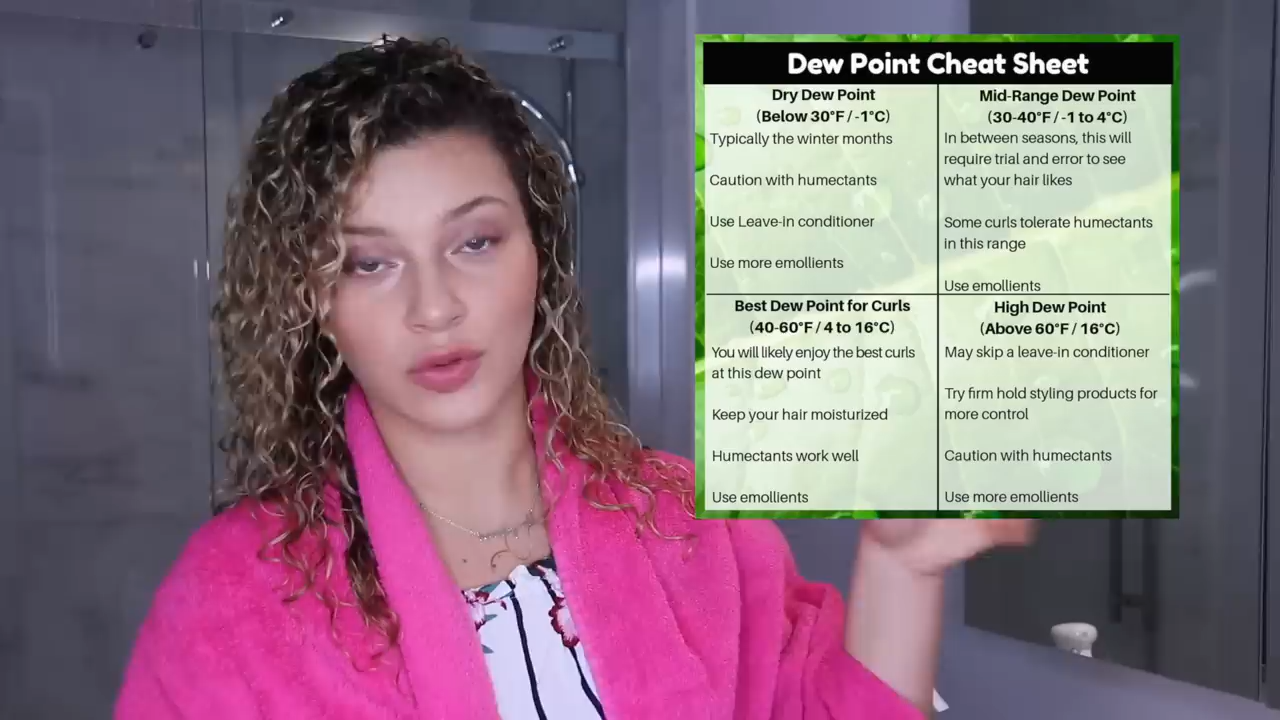 Dew Point Cheat Sheet
Dry Dew Point
(Below 30°F / -1°C)
Typically the winter months
Caution with humectants
Use Leave-in conditioner
Use more emollients
Mid-Range Dew Point
(30-40°F / -1 to 4°C)
In between seasons, this will
require trial and error to see
what your hair likes
Some curls tolerate humectants
in this range
Use emollients
Best Dew Point for Curls
(40-60°F / 4 to 16°C)
You will likely enjoy the best curls
at this dew point
Keep your hair moisturized
Humectants work well
Use emollients
High Dew Point
(Above 60°F / 16°C)
May skip a leave-in conditioner
Try firm hold styling products for
more control
Caution with humectants
Use more emollients